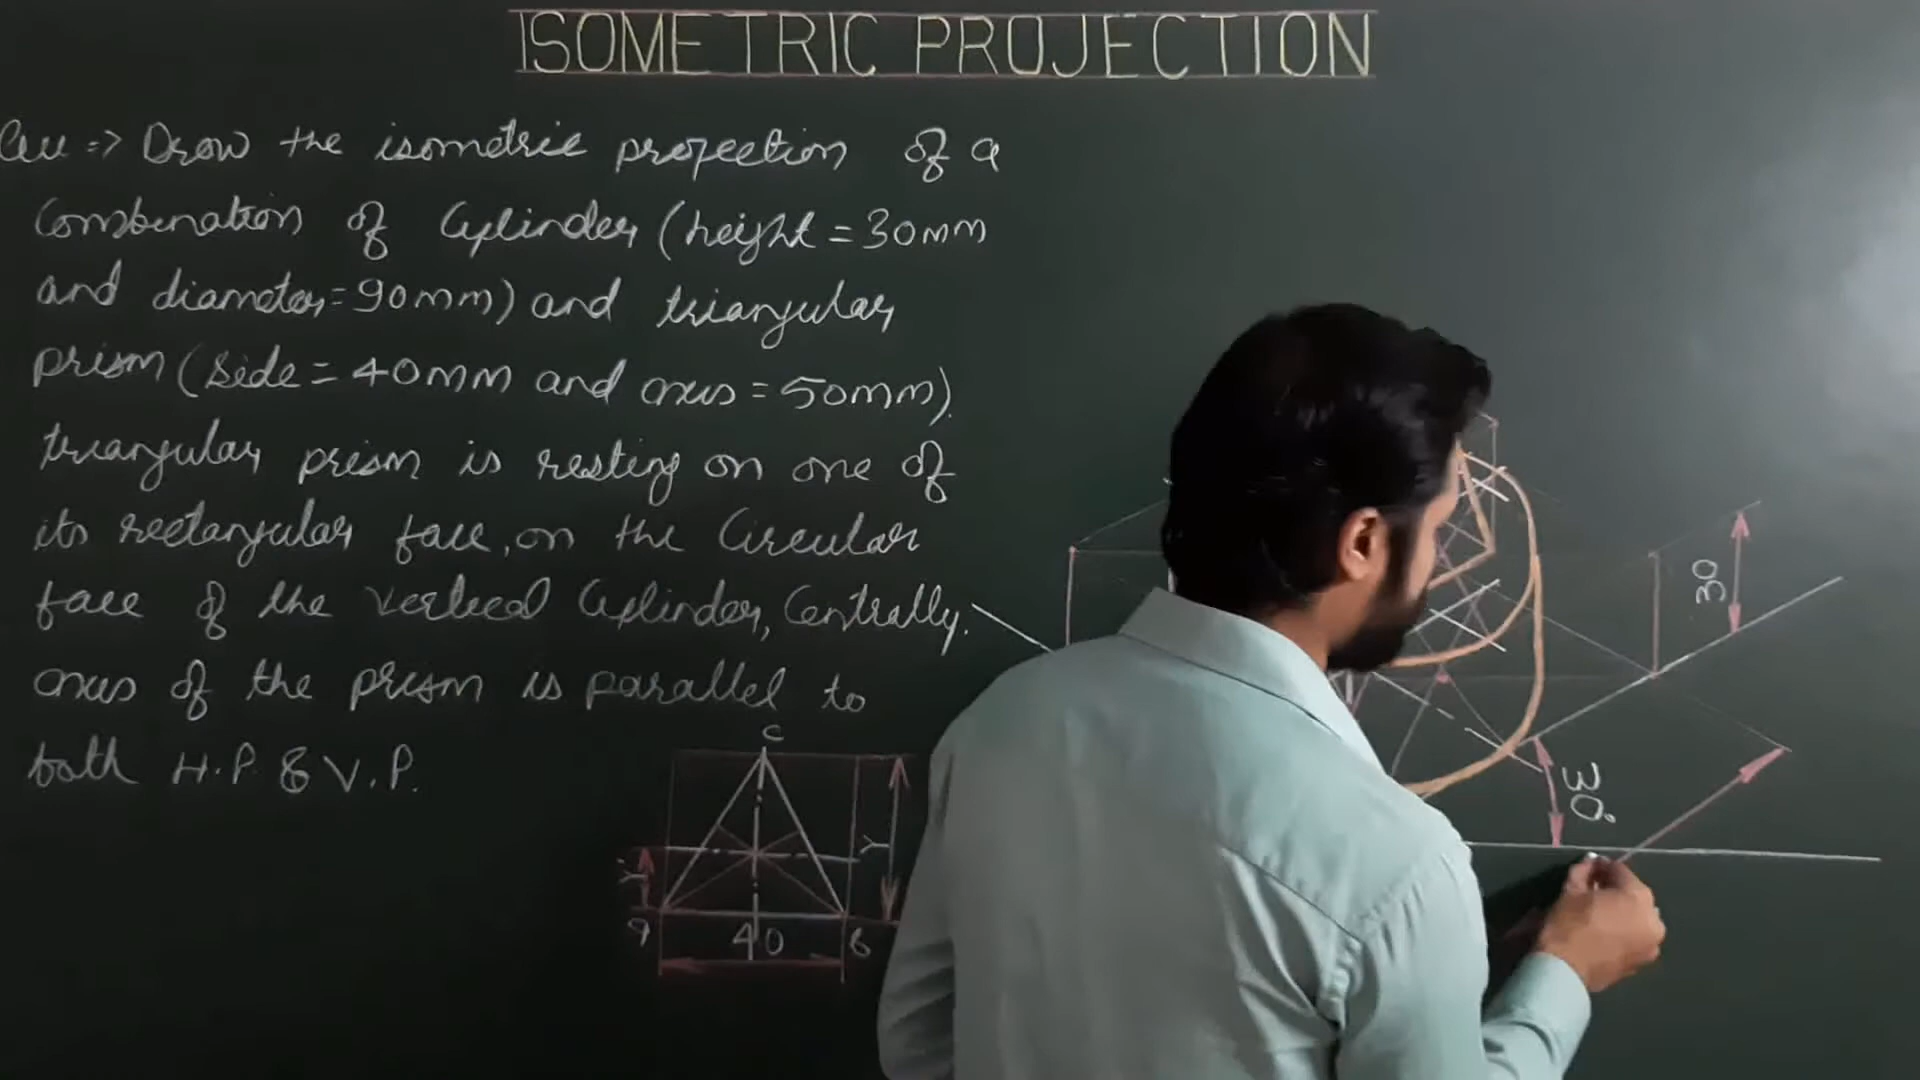 ISOMETRIC PROJECTION
Que => Draw the isometric projection of a
Combination of Cylinder (height = 30mm
and diameter = 90mm) and triangular
prism (side = 40mm and axis = 50mm).
triangular prism is resting on one of
its rectangular face, on the Circular
face of the vertical Cylinder, Centrally.
axis of the prism is parallel to
both H.P. & V.P.
C
Y
a
40
30
30°